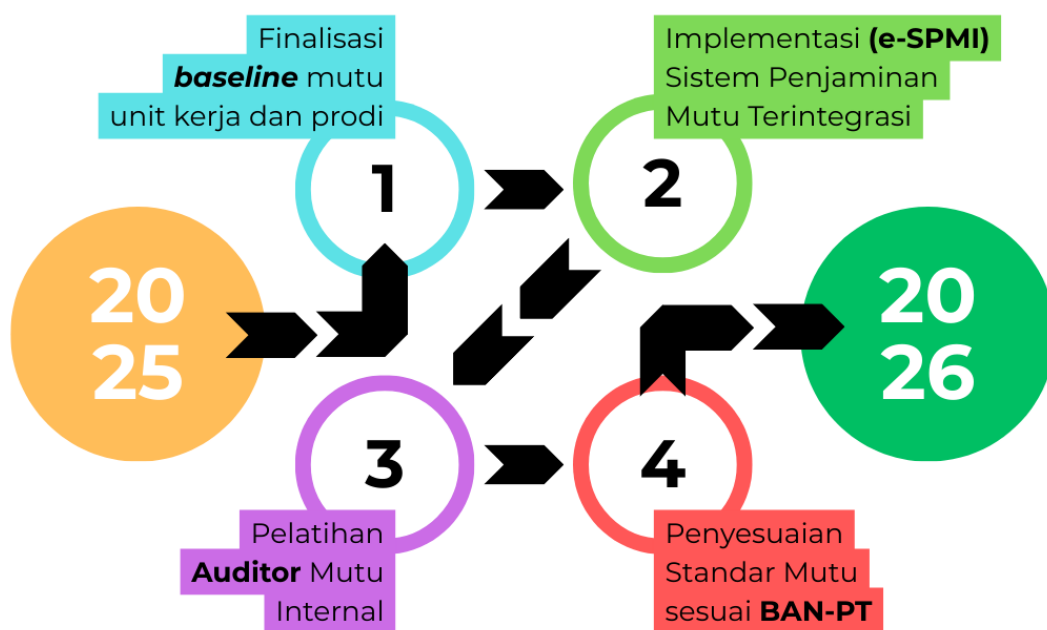 20
25
Finalisasi
baseline mutu
unit kerja dan prodi
1
Implementasi (e-SPMI)
Sistem Penjaminan
Mutu Terintegrasi
2
3
Pelatihan
Auditor Mutu
Internal
4
Penyesuaian
Standar Mutu
sesuai BAN-PT
20
26